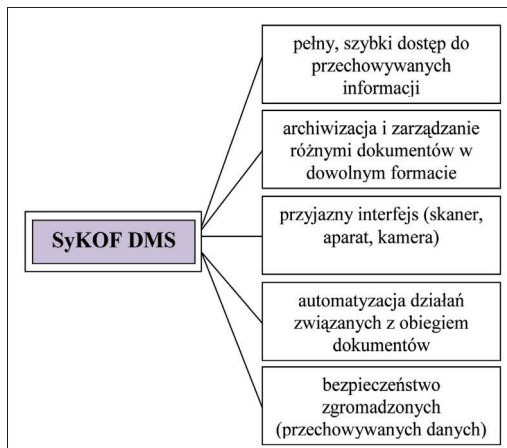 SyKOF DMS
pełny, szybki dostęp do
przechowywanych
informacji
archiwizacja i zarządzanie
różnymi dokumentów w
dowolnym formacie
przyjazny interfejs (skaner,
aparat, kamera)
automatyzacja działań
związanych z obiegiem
dokumentów
bezpieczeństwo
zgromadzonych
(przechowywanych danych)